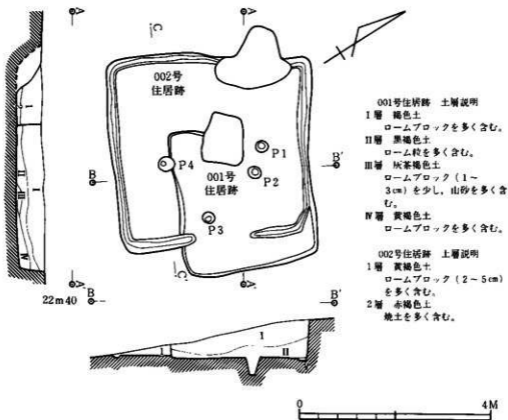 A
A'
C
002号
住居跡
P1
P4
001号
住居跡
P2
B
B'
P3
C'
A
A'
22m40
B
B'
I
II
III
I
IV
I
I
II
0
4M
001号住居跡 土層説明
I層 褐色土
ロームブロックを多く含む。
II層 黒褐色土
ローム粒を多く含む。
III層 灰茶褐色土
ロームブロック(1〜
3cm)を少し,山砂を多く含
む。
IV層 黄褐色土
ロームブロックを多く含む。
002号住居跡 土層説明
1層 黄褐色土
ロームブロック(2〜5cm)
を多く含む。
2層 赤褐色土
焼土を多く含む。